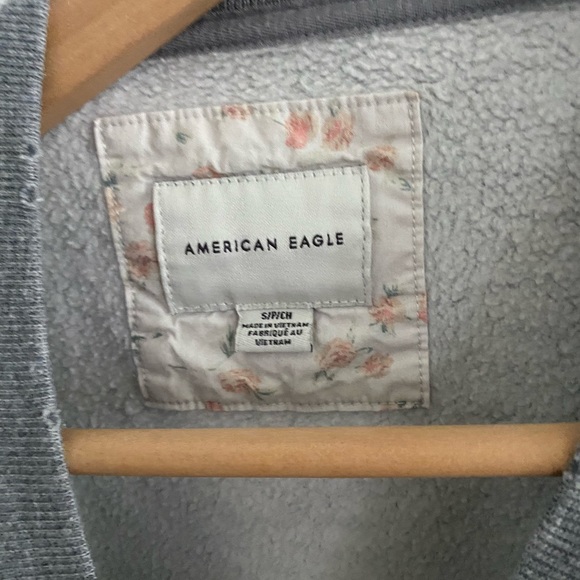 AMERICAN EAGLE
S/P/CH
MADE IN VIETNAM
FABRIQUÉ AU
VIETNAM